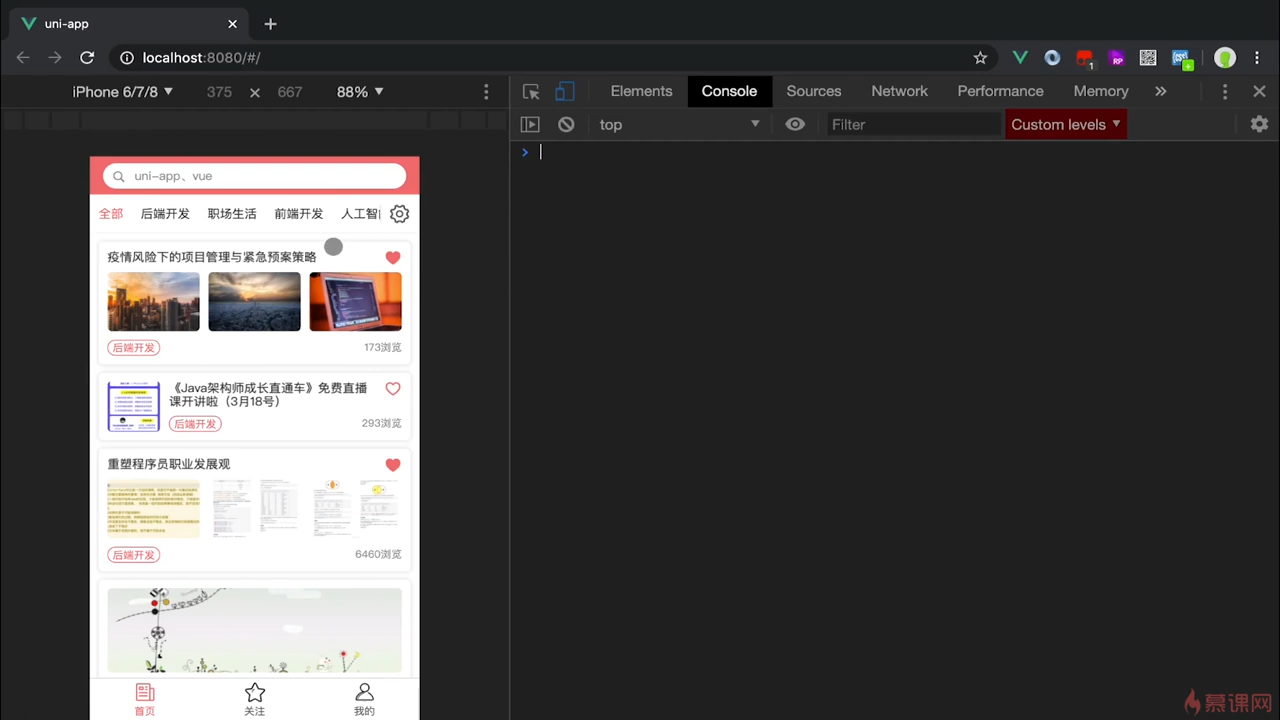 uni-app
localhost:8080/#/
1
iPhone 6/7/8 375 × 667 88%
Elements Console Sources Network Performance Memory
top Filter Custom levels
uni-app、vue
全部 后端开发 职场生活 前端开发 人工智
疫情风险下的项目管理与紧急预案策略
后端开发 173浏览
《Java架构师成长直通车》免费直播
课开讲啦（3月18号）
后端开发 293浏览
重塑程序员职业发展观
后端开发 6460浏览
首页 关注 我的
慕课网